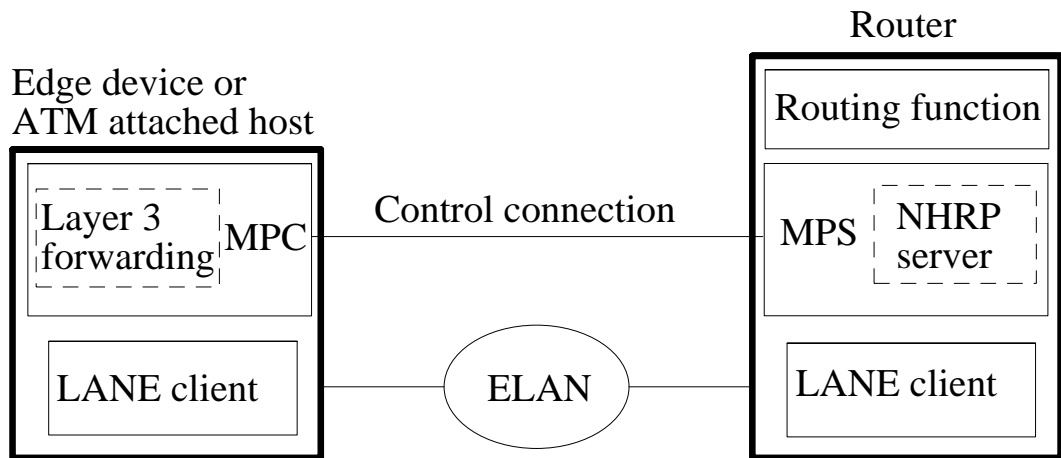 Router
Edge device or
ATM attached host
Routing function
Layer 3
forwarding
MPC
Control connection
MPS
NHRP
server
LANE client
ELAN
LANE client